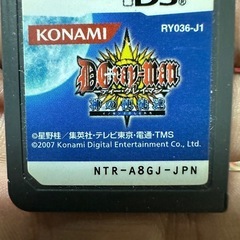 DS
KONAMI
RY036-J1
D.Gray-man
©星野桂/集英社・テレビ東京・電通・TMS
©2007 Konami Digital Entertainment Co., Ltd.
NTR-A8GJ-JPN